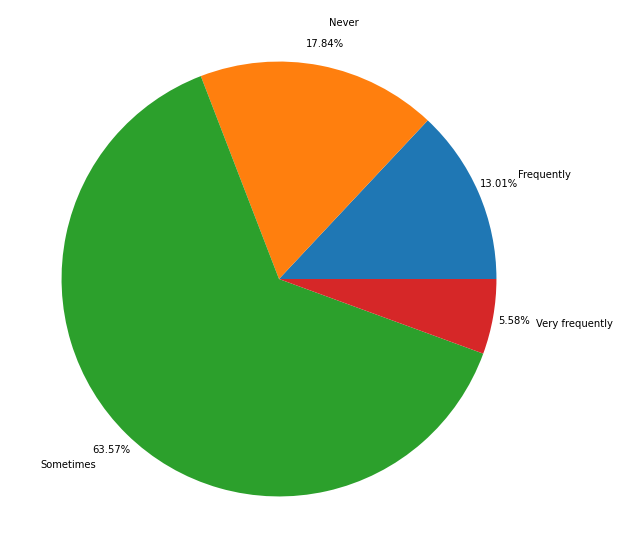 Never
17.84%
Frequently
13.01%
5.58% Very frequently
63.57%
Sometimes